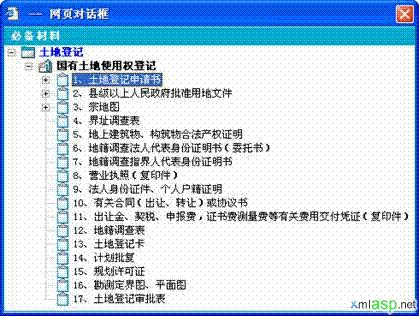 -- 网页对话框
必备材料
土地登记
国有土地使用权登记
1、土地登记申请书
2、县级以上人民政府批准用地文件
3、宗地图
4、界址调查表
5、地上建筑物、构筑物合法产权证明
6、地籍调查法人代表身份证明书（委托书）
7、地籍调查指界人代表身份证明书
8、营业执照（复印件）
9、法人身份证件、个人户籍证明
10、有关合同（出让、转让）或协议书
11、出让金、契税、申报费，证书费测量费等有关费用交付凭证（复印件）
12、地籍调查表
13、土地登记卡
14、计划批复
15、规划许可证
16、勘测定界图、平面图
17、土地登记审批表
xmlasp.net